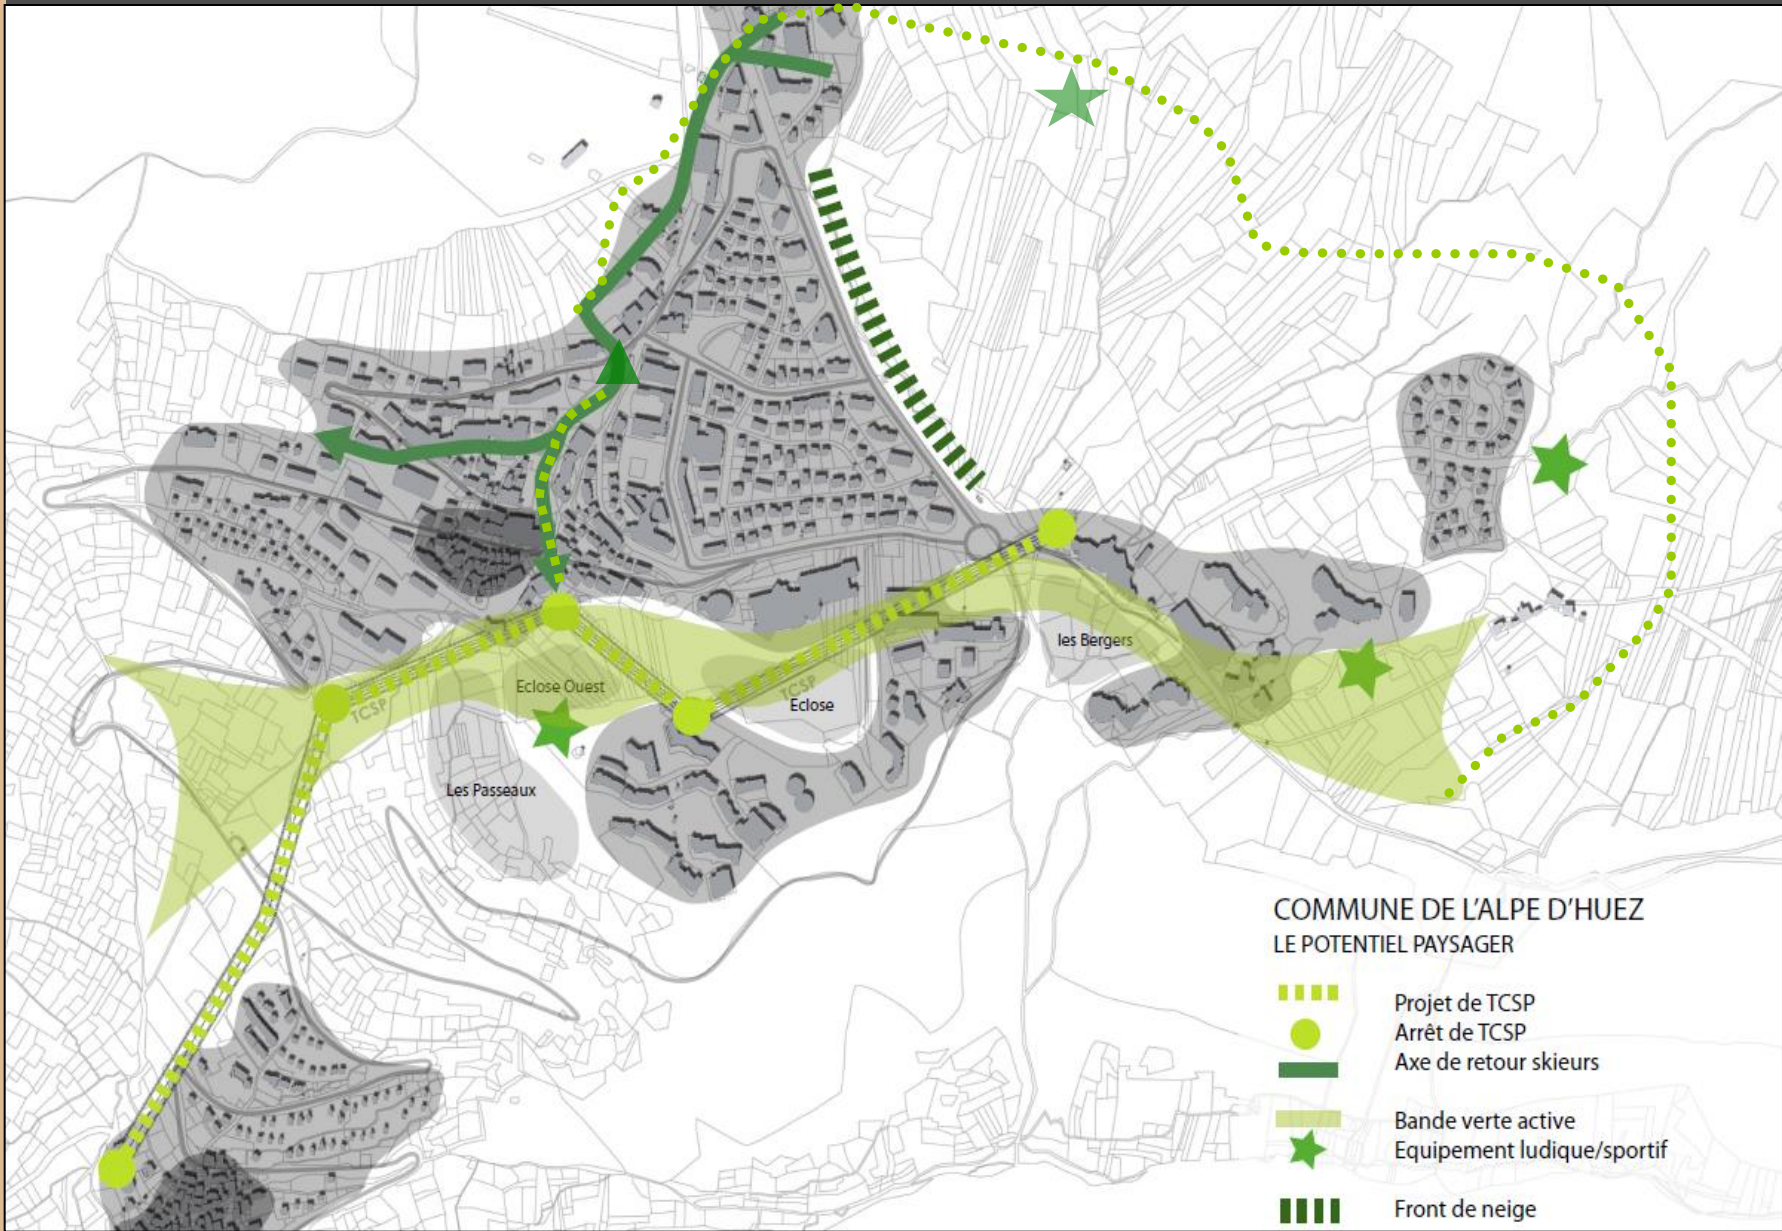 les Bergers
Eclose Ouest
TCSP
TCSP
Eclose
Les Passeaux
COMMUNE DE L'ALPE D'HUEZ
LE POTENTIEL PAYSAGER
Projet de TCSP
Arrêt de TCSP
Axe de retour skieurs
Bande verte active
Equipement ludique/sportif
Front de neige